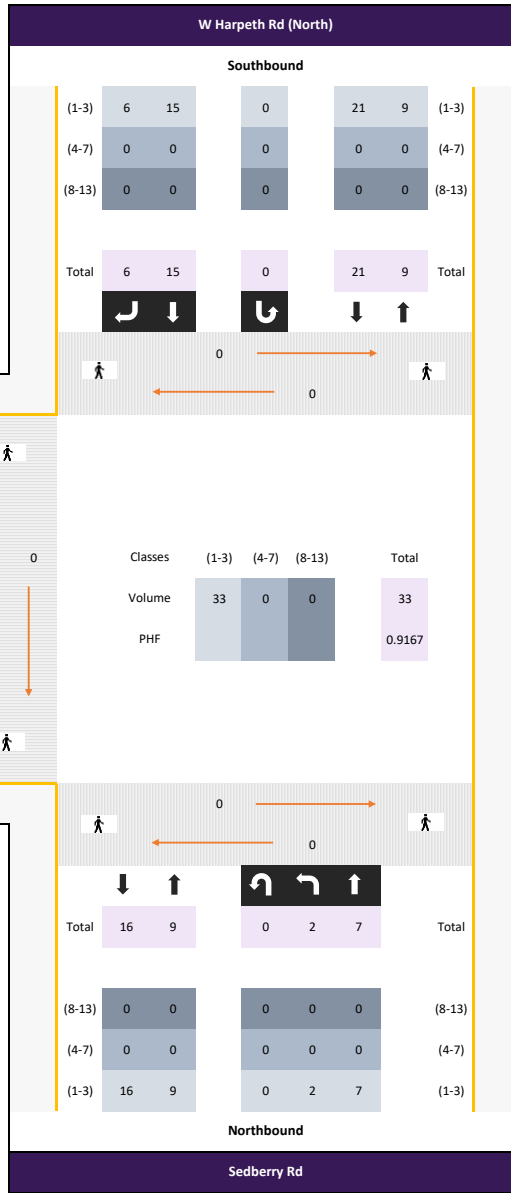 W Harpeth Rd (North)
Southbound
(1-3) 6 15 0 21 9 (1-3)
(4-7) 0 0 0 0 0 (4-7)
(8-13) 0 0 0 0 0 (8-13)
Total 6 15 0 21 9 Total
0
0
0
Classes (1-3) (4-7) (8-13) Total
Volume 33 0 0 33
PHF 0.9167
0
0
Total 16 9 0 2 7 Total
(8-13) 0 0 0 0 0 (8-13)
(4-7) 0 0 0 0 0 (4-7)
(1-3) 16 9 0 2 7 (1-3)
Northbound
Sedberry Rd